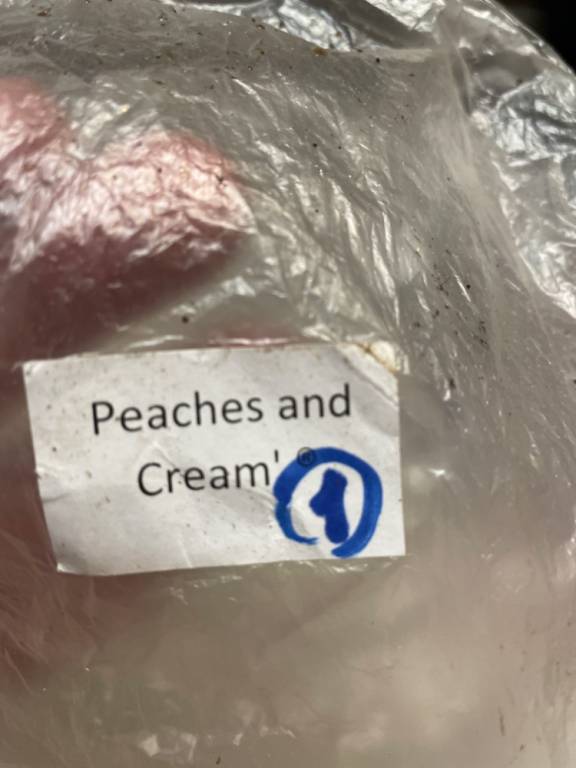 Peaches and
Cream' ®
1